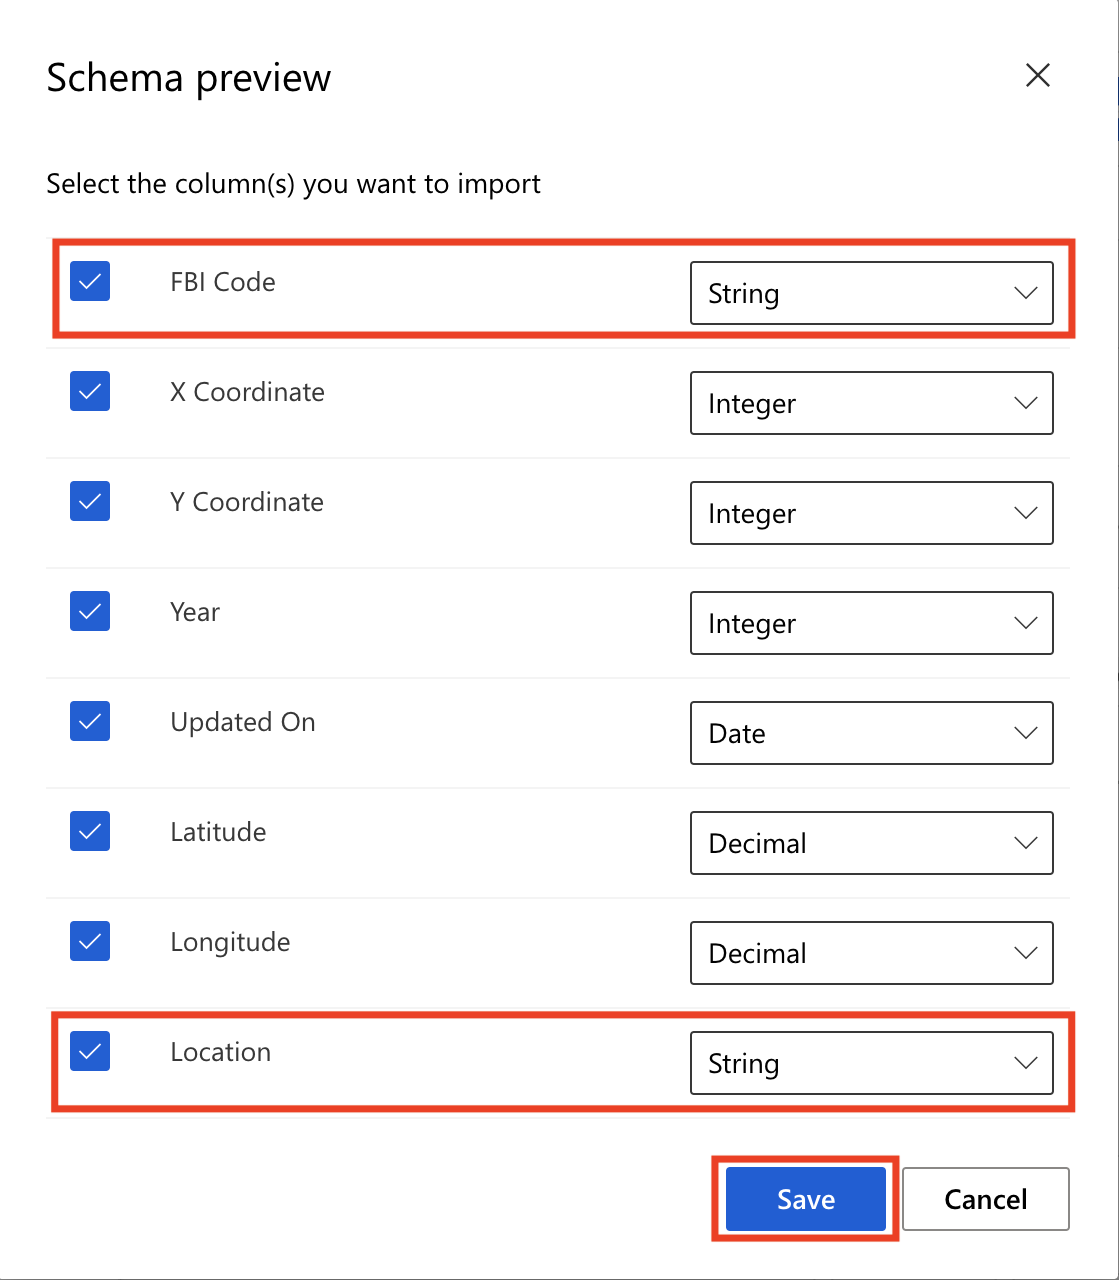 Schema preview
Select the column(s) you want to import
FBI Code String
X Coordinate Integer
Y Coordinate Integer
Year Integer
Updated On Date
Latitude Decimal
Longitude Decimal
Location String
Save Cancel